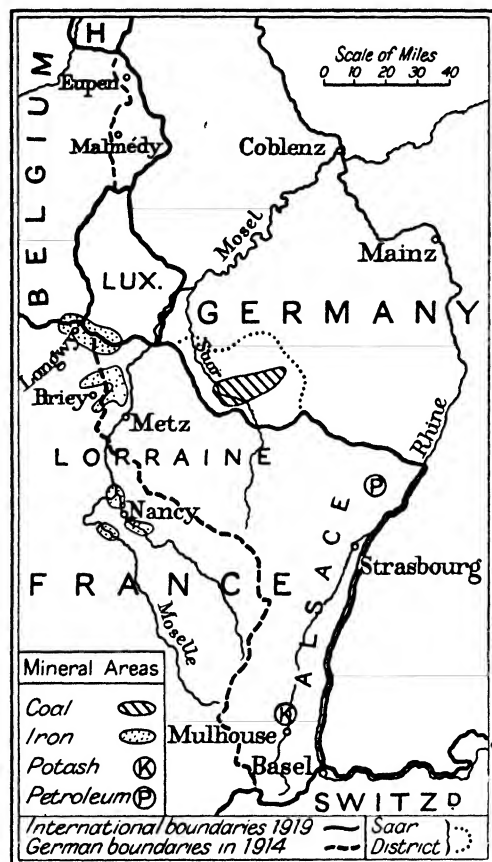 H
Scale of Miles
0 10 20 30 40
BELGIUM
Eupen
Malmédy
Coblenz
Mosel
Mainz
LUX.
GERMANY
Longwy
Saar
Briey
Metz
Rhine
LORRAINE
P
Nancy
Strasbourg
FRANCE
ALSACE
Moselle
Mineral Areas
Coal
Iron
Potash K
Petroleum P
K
Mulhouse
Basel
SWITZD.
International boundaries 1919
German boundaries in 1914
Saar
District